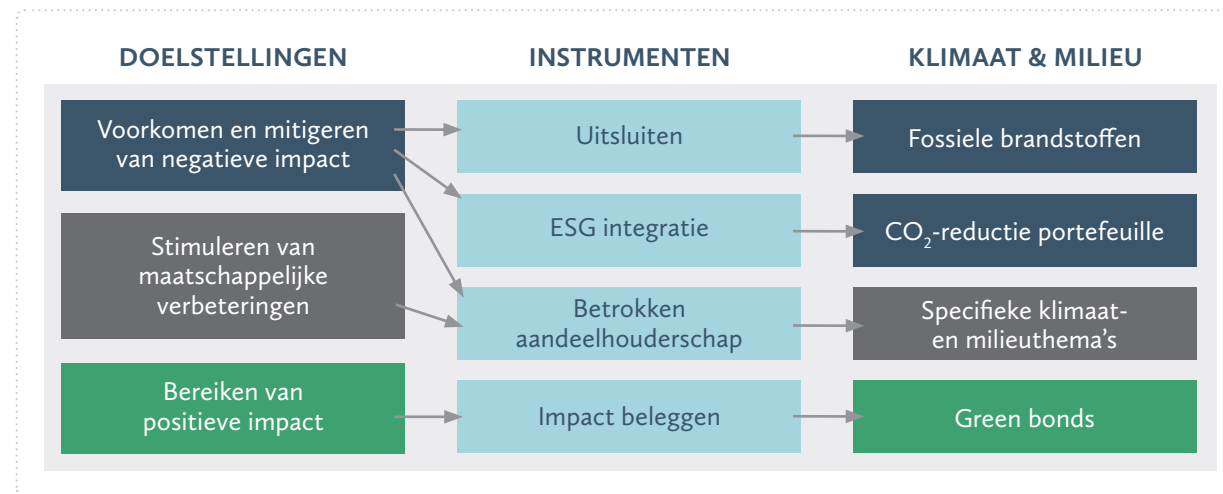 DOELSTELLINGEN
INSTRUMENTEN
KLIMAAT & MILIEU
Voorkomen en mitigeren
van negatieve impact
Uitsluiten
Fossiele brandstoffen
ESG integratie
CO₂-reductie portefeuille
Stimuleren van
maatschappelijke
verbeteringen
Betrokken
aandeelhouderschap
Specifieke klimaat-
en milieuthema’s
Bereiken van
positieve impact
Impact beleggen
Green bonds